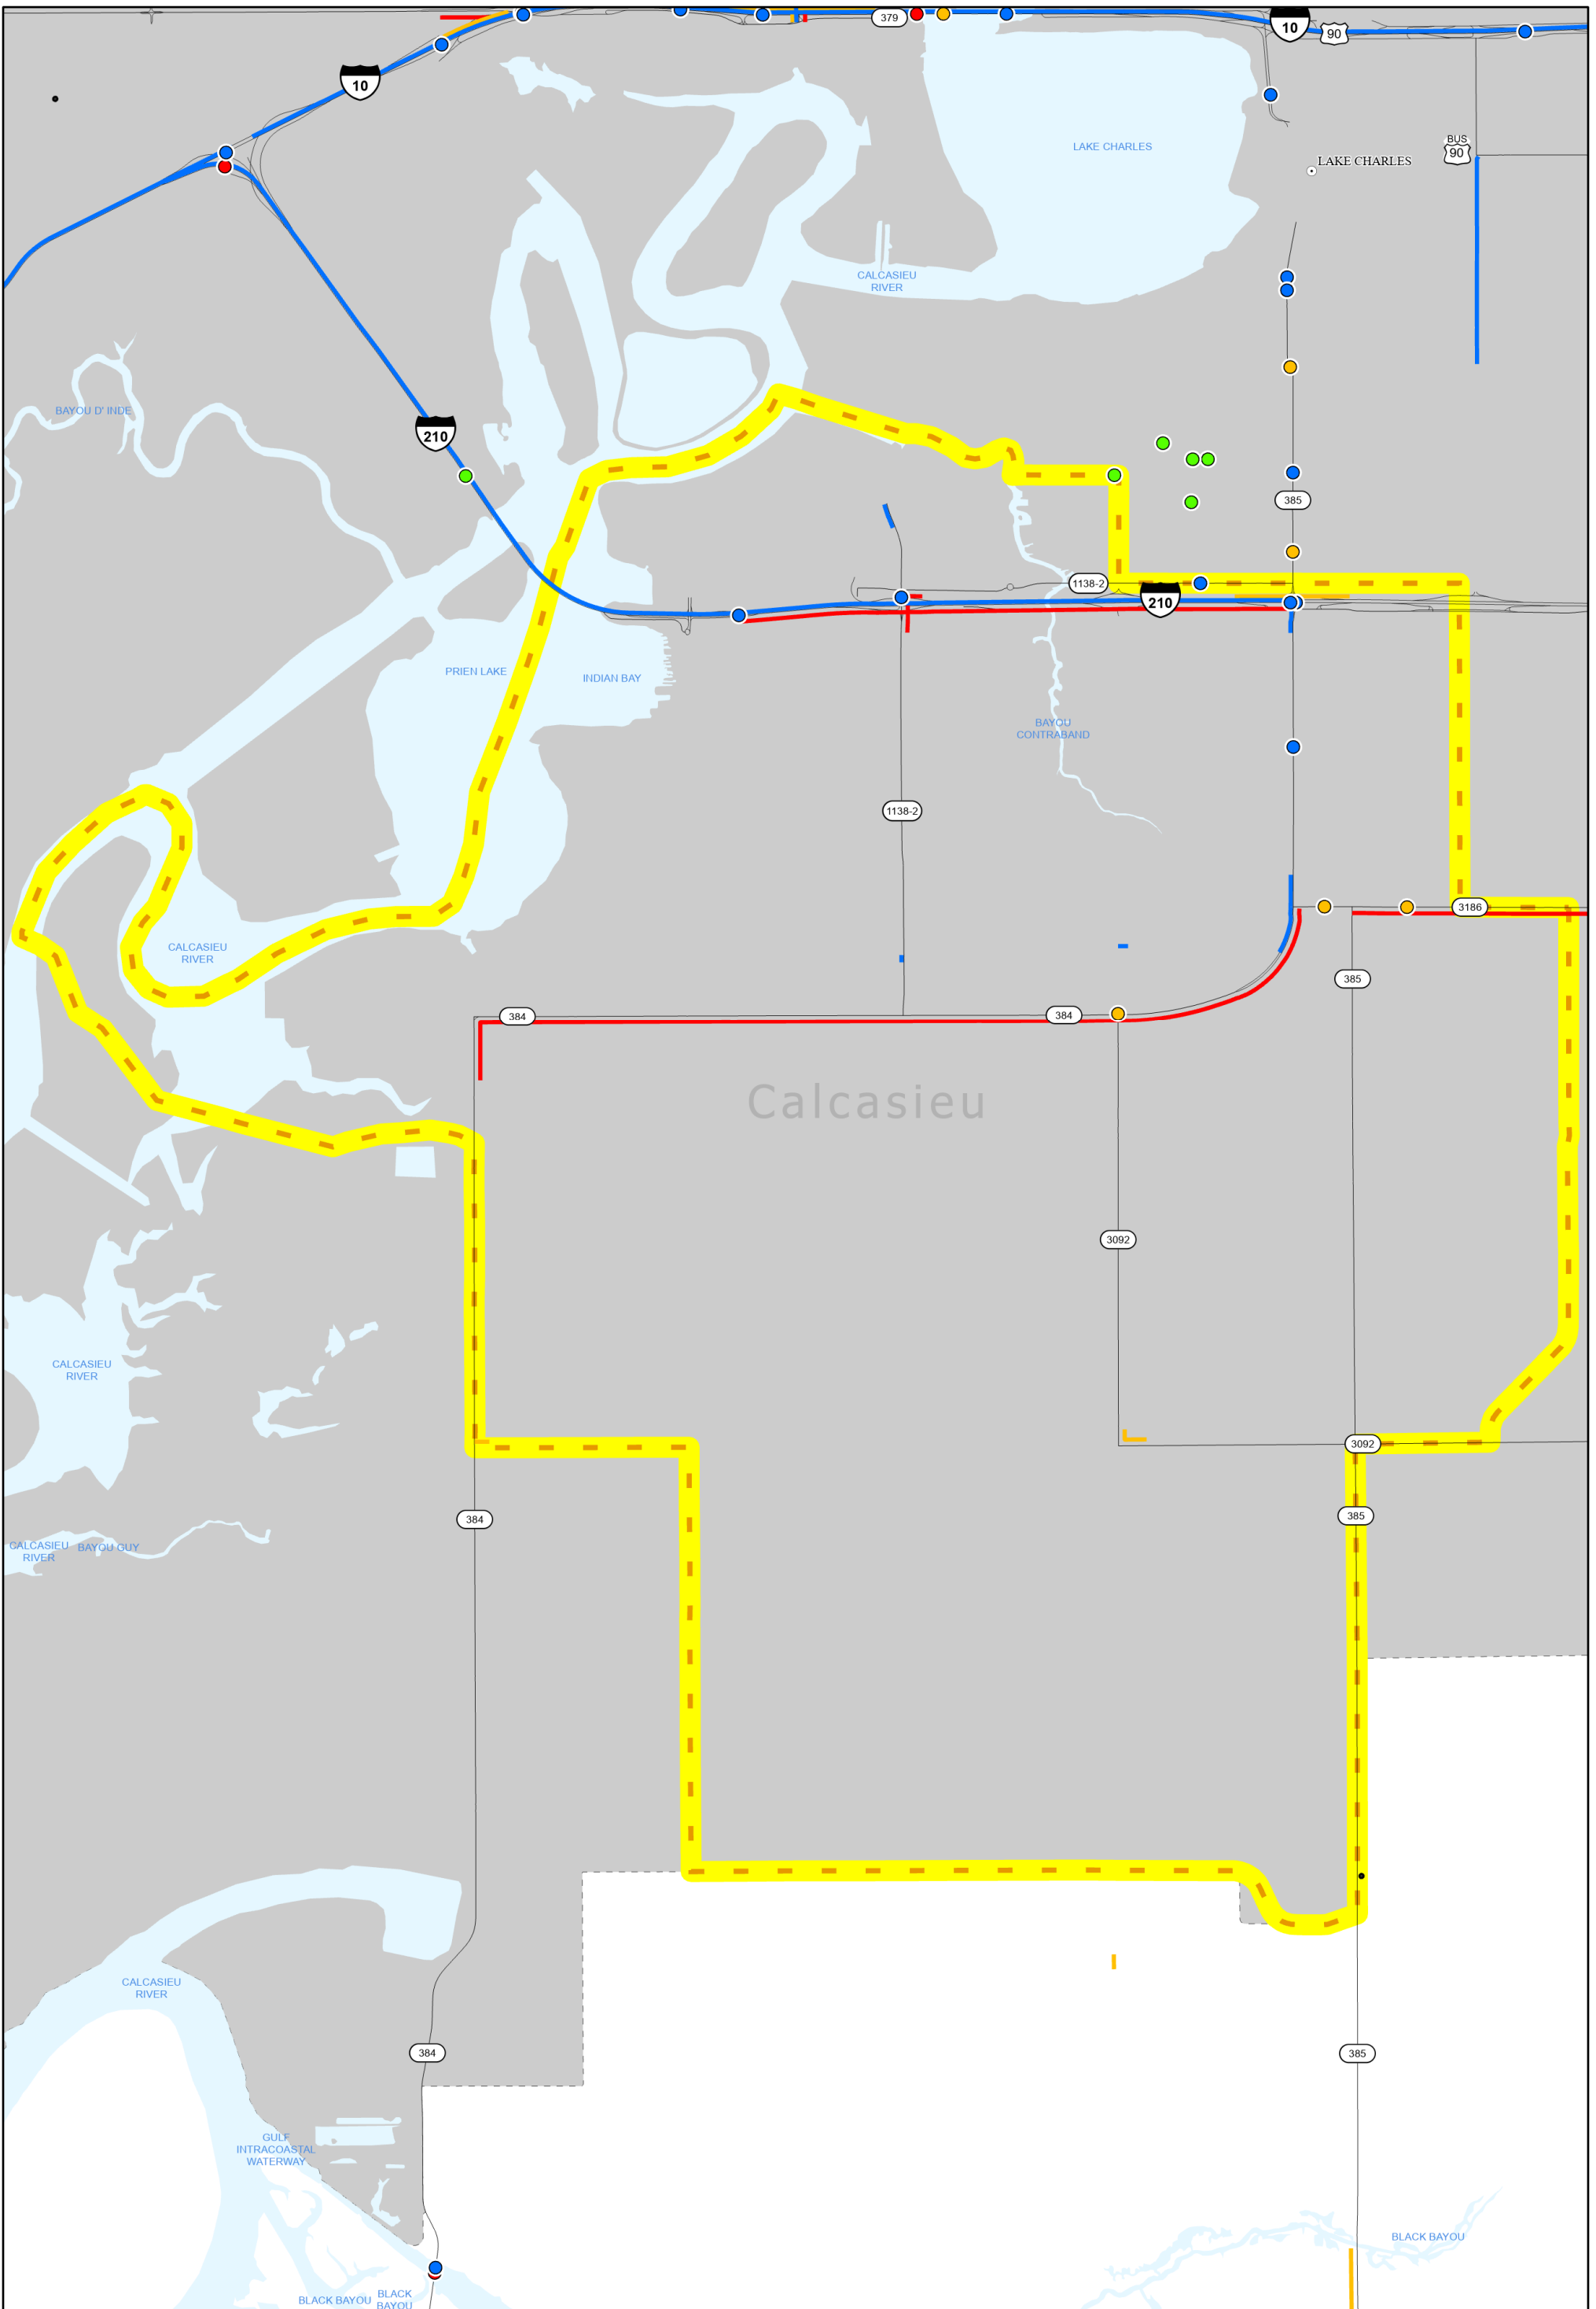 379
10
90
10
BUS
90
LAKE CHARLES
LAKE CHARLES
CALCASIEU
RIVER
BAYOU D' INDE
210
385
1138-2
210
PRIEN LAKE
INDIAN BAY
BAYOU
CONTRABAND
1138-2
3186
CALCASIEU
RIVER
385
384
384
Calcasieu
3092
CALCASIEU
RIVER
3092
384
385
CALCASIEU
RIVER
BAYOU GUY
CALCASIEU
RIVER
384
385
GULF
INTRACOASTAL
WATERWAY
BLACK BAYOU
BLACK BAYOU
BLACK
BAYOU